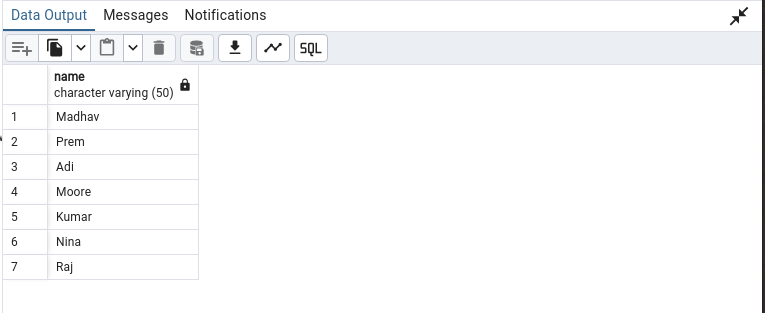 Data Output Messages Notifications
SQL
name
character varying (50)
1 Madhav
2 Prem
3 Adi
4 Moore
5 Kumar
6 Nina
7 Raj